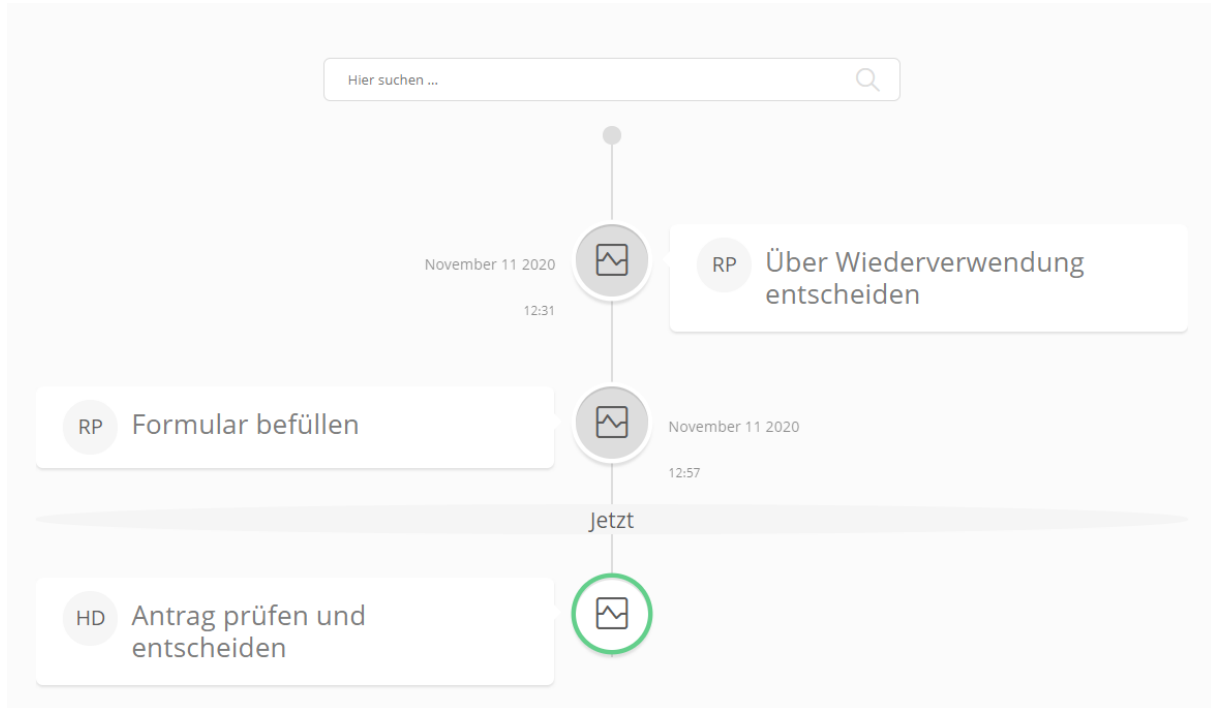 Hier suchen ...
November 11 2020
12:31
RP
Über Wiederverwendung
entscheiden
RP
Formular befüllen
November 11 2020
12:57
Jetzt
HD
Antrag prüfen und
entscheiden